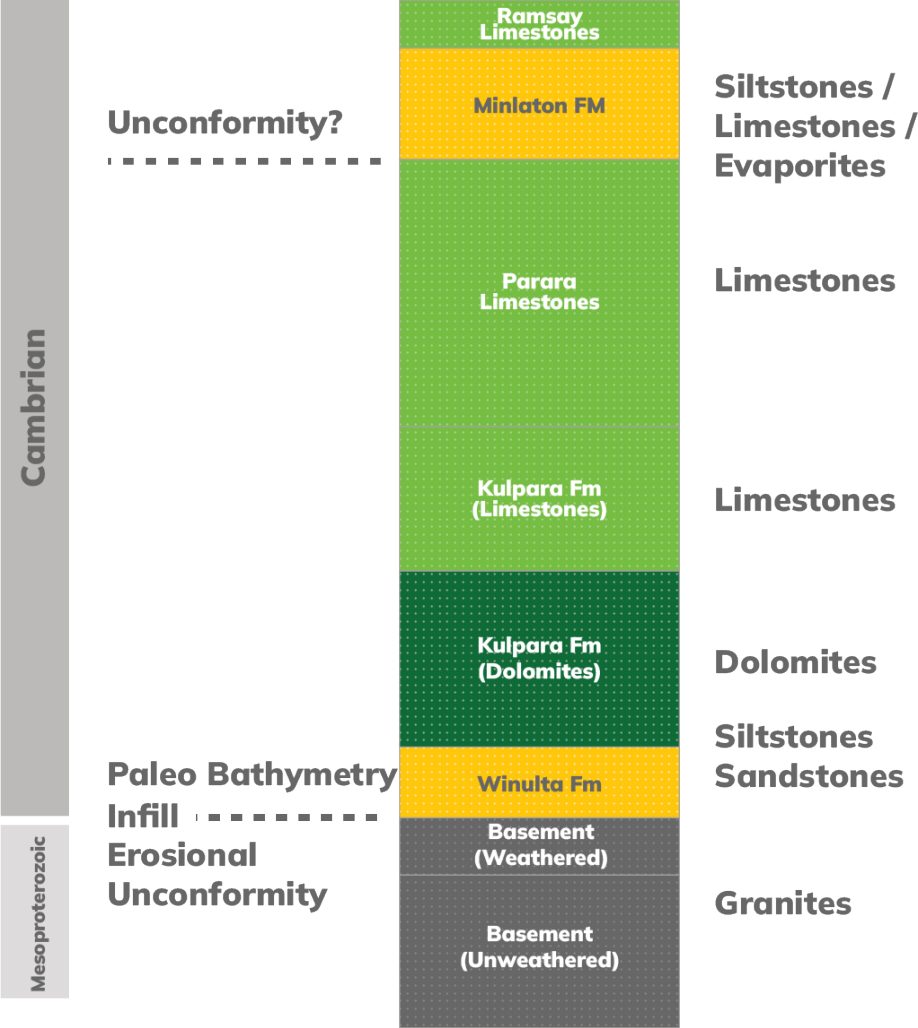 Ramsay
Limestones
Minlaton FM
Siltstones /
Limestones /
Evaporites
Unconformity?
Parara
Limestones
Limestones
Cambrian
Kulpara Fm
(Limestones)
Limestones
Kulpara Fm
(Dolomites)
Dolomites
Siltstones
Sandstones
Paleo Bathymetry
Infill
Erosional
Unconformity
Winulta Fm
Basement
(Weathered)
Mesoproterozoic
Granites
Basement
(Unweathered)